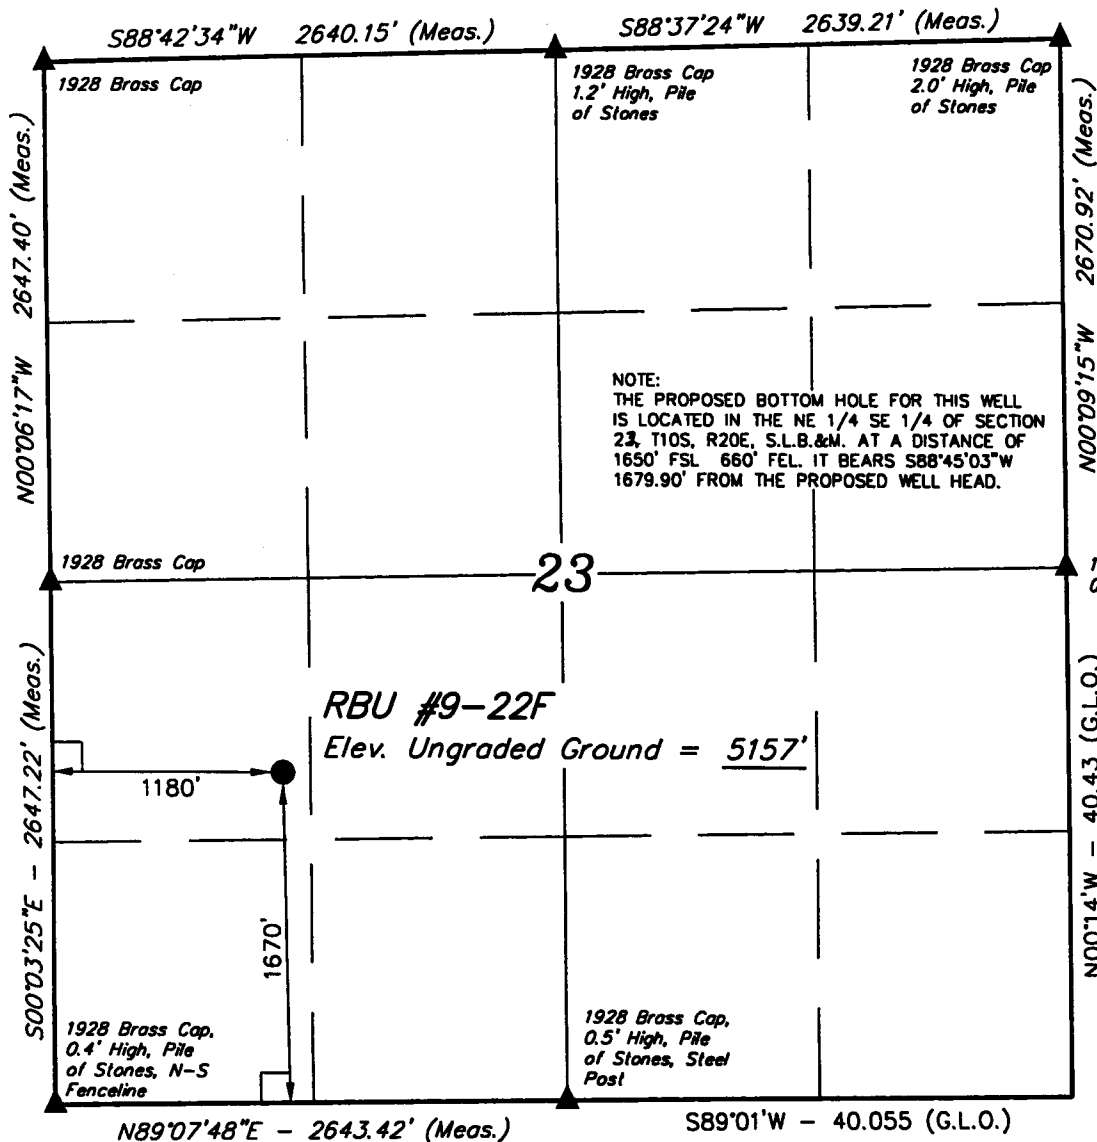 S88°42'34"W 2640.15' (Meas.)
S88°37'24"W 2639.21' (Meas.)
1928 Brass Cap
1928 Brass Cap
1.2' High, Pile
of Stones
1928 Brass Cap
2.0' High, Pile
of Stones
N00°06'17"W 2647.40' (Meas.)
N00°09'15"W 2670.92' (Meas.)
NOTE:
THE PROPOSED BOTTOM HOLE FOR THIS WELL
IS LOCATED IN THE NE 1/4 SE 1/4 OF SECTION
23, T10S, R20E, S.L.B.&M. AT A DISTANCE OF
1650' FSL 660' FEL. IT BEARS S88°45'03"W
1679.90' FROM THE PROPOSED WELL HEAD.
1928 Brass Cap
23
RBU #9-22F
Elev. Ungraded Ground = 5157'
1180'
1670'
S00°03'25"E - 2647.22' (Meas.)
N00°14'W - 40.43 (G.L.O.)
1928 Brass Cap,
0.4' High, Pile
of Stones, N-S
Fenceline
1928 Brass Cap,
0.5' High, Pile
of Stones, Steel
Post
N89°07'48"E - 2643.42' (Meas.)
S89°01'W - 40.055 (G.L.O.)